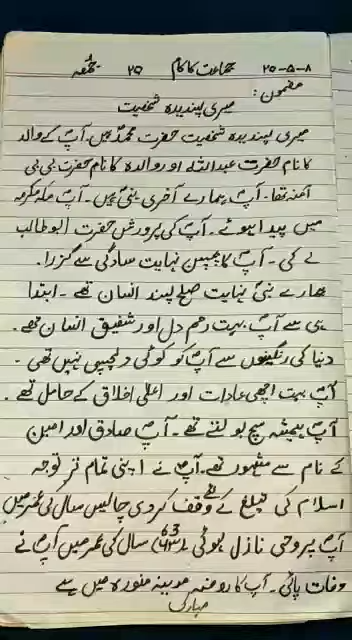 ۲۰-۵-۸ جماعت کا کام ۲۵ جمعہ
مضمون:
میری پسندیدہ شخصیت
میری پسندیدہ شخصیت حضرت محمدؐ ہیں۔ آپؐ کے والد
کا نام حضرت عبداللہ اور والدہ کا نام حضرت بی بی
آمنہ تھا۔ آپؐ ہمارے آخری نبیؐ ہیں۔ آپؐ مکہ مکرمہ
میں پیدا ہوئے۔ آپؐ کی پرورش حضرت ابو طالب
نے کی۔ آپؐ کا بچپن نہایت سادگی سے گزرا۔
ہمارے نبیؐ نہایت صلح پسند انسان تھے۔ ابتدا
ہی سے آپؐ بہت رحم دل اور شفیق انسان تھے۔
دنیا کی رنگینوں سے آپؐ کو کوئی دلچسپی نہیں تھی۔
آپؐ بہت اچھی عادات اور اعلٰی اخلاق کے حامل تھے۔
آپؐ ہمیشہ سچ بولتے تھے۔ آپؐ صادق اور امین
کے نام سے مشہور تھے۔ آپؐ نے اپنی تمام تر توجہ
اسلام کی تبلیغ کے لئے وقف کر دی چالیس سال کی عمر میں
آپؐ پر وحی نازل ہوئی (63) سال کی عمر میں آپؐ نے
وفات پائی۔ آپؐ کا روضہ مدینہ منورہ میں ہے
مبارک